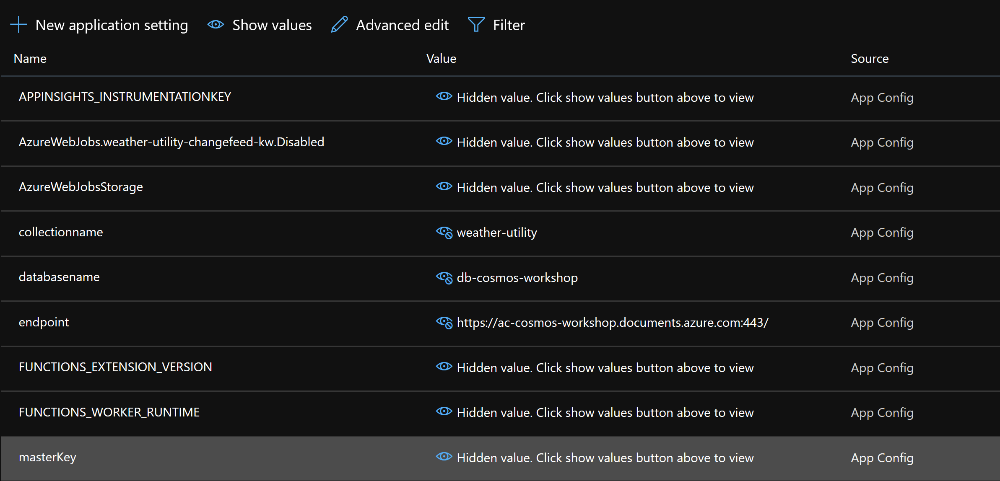 New application setting Show values Advanced edit Filter
Name Value Source
APPINSIGHTS_INSTRUMENTATIONKEY Hidden value. Click show values button above to view App Config
AzureWebJobs.weather-utility-changefeed-kw.Disabled Hidden value. Click show values button above to view App Config
AzureWebJobsStorage Hidden value. Click show values button above to view App Config
collectionname weather-utility App Config
databasename db-cosmos-workshop App Config
endpoint https://ac-cosmos-workshop.documents.azure.com:443/ App Config
FUNCTIONS_EXTENSION_VERSION Hidden value. Click show values button above to view App Config
FUNCTIONS_WORKER_RUNTIME Hidden value. Click show values button above to view App Config
masterKey Hidden value. Click show values button above to view App Config